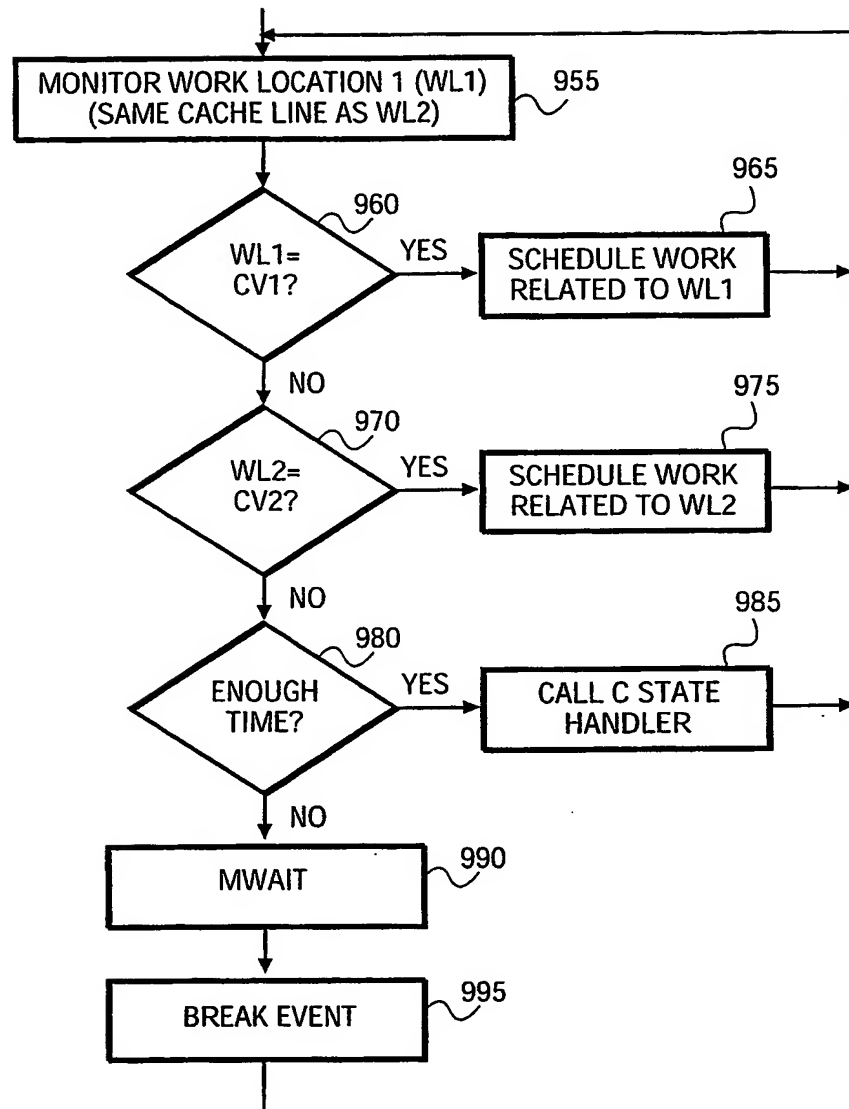 MONITOR WORK LOCATION 1 (WL1)
(SAME CACHE LINE AS WL2)
955
960
WL1=
CV1?
YES
965
SCHEDULE WORK
RELATED TO WL1
NO
970
WL2=
CV2?
YES
975
SCHEDULE WORK
RELATED TO WL2
NO
980
ENOUGH
TIME?
YES
985
CALL C STATE
HANDLER
NO
MWAIT
990
BREAK EVENT
995